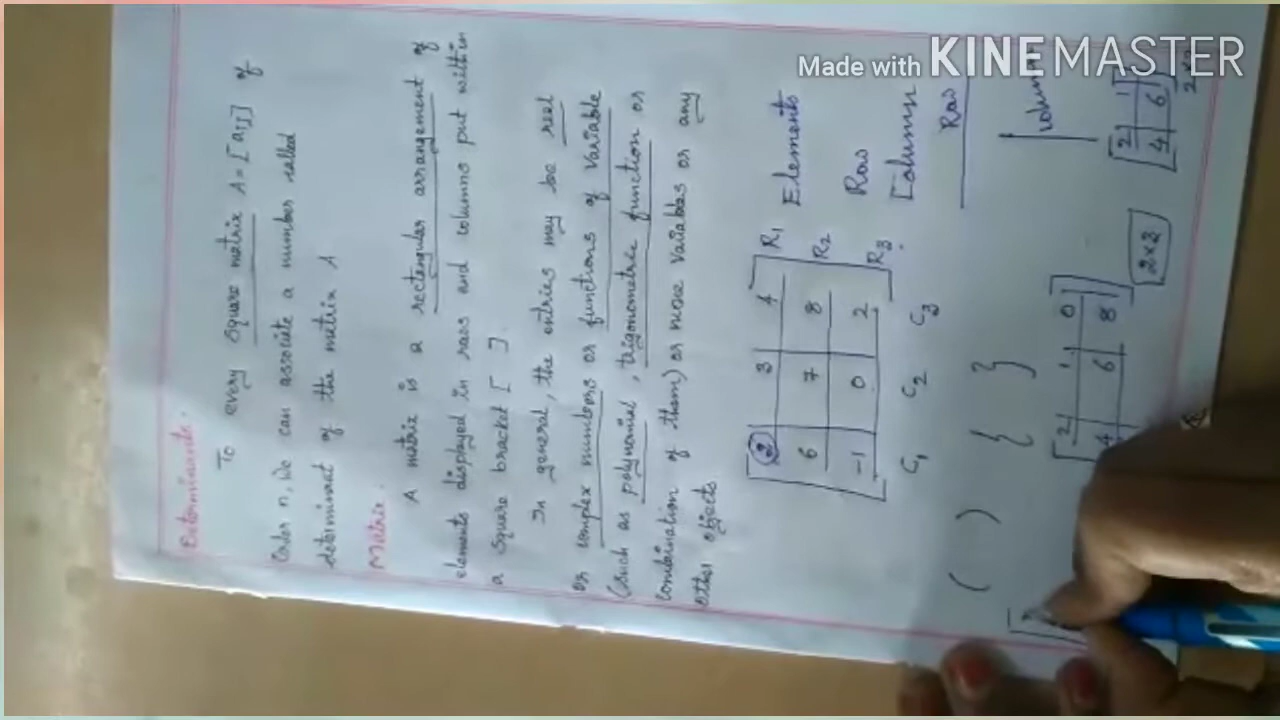 Made with KINEMASTER
Determinants.
To every square matrix A = [aij] of
order n, we can associate a number called
determinant of the matrix A
Matrix.
A matrix is a rectangular arrangement of
elements displayed in rows and columns put within
a square bracket [ ].
In general, the entries may be real
or complex numbers or functions of variable
(such as polynomial, trigonometric function or
combination of them) or more variables or any
other objects
2 3 4 R1
6 7 8 R2
-1 0 2 R3
C1 C2 C3
Elements
Row
Column
Row
Column
( ) { }
2 1 0
4 6 8
2×3
2 1
4 6
2×2